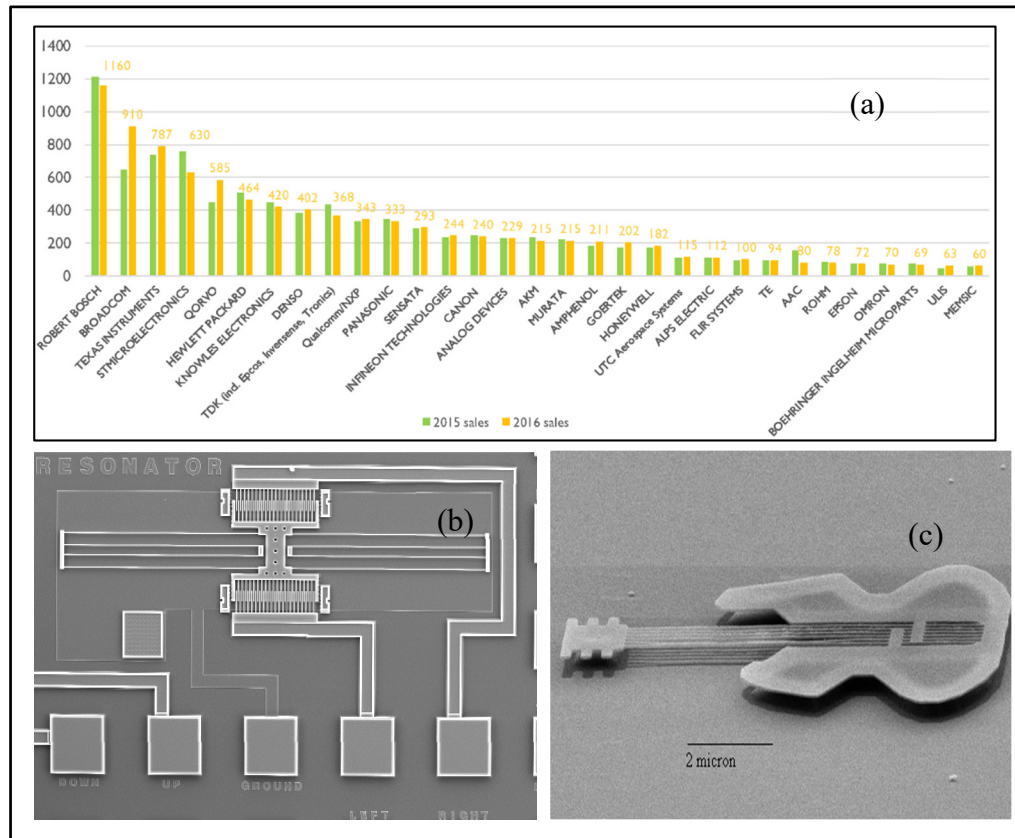 1400
1200
1000
800
600
400
200
0
(a)
1160
910
787
630
585
464
420
402
368
343
333
293
244
240
229
215
215
211
202
182
115
112
100
94
80
78
72
70
69
63
60
ROBERT BOSCH
BROADCOM
TEXAS INSTRUMENTS
STMICROELECTRONICS
QORVO
HEWLETT PACKARD
KNOWLES ELECTRONICS
DENSO
TDK (incl. Epcos, Invensense, Tronics)
Qualcomm/NXP
PANASONIC
SENSATA
INFINEON TECHNOLOGIES
CANON
ANALOG DEVICES
AKM
MURATA
AMPHENOL
GOERTEK
HONEYWELL
UTC Aerospace Systems
ALPS ELECTRIC
FLIR SYSTEMS
TE
AAC
ROHM
EPSON
OMRON
BOEHRINGER INGELHEIM MICROPARTS
ULIS
MEMSIC
2015 sales 2016 sales
RESONATOR
(b)
DOWN UP GROUND
LEFT RIGHT
(c)
2 micron